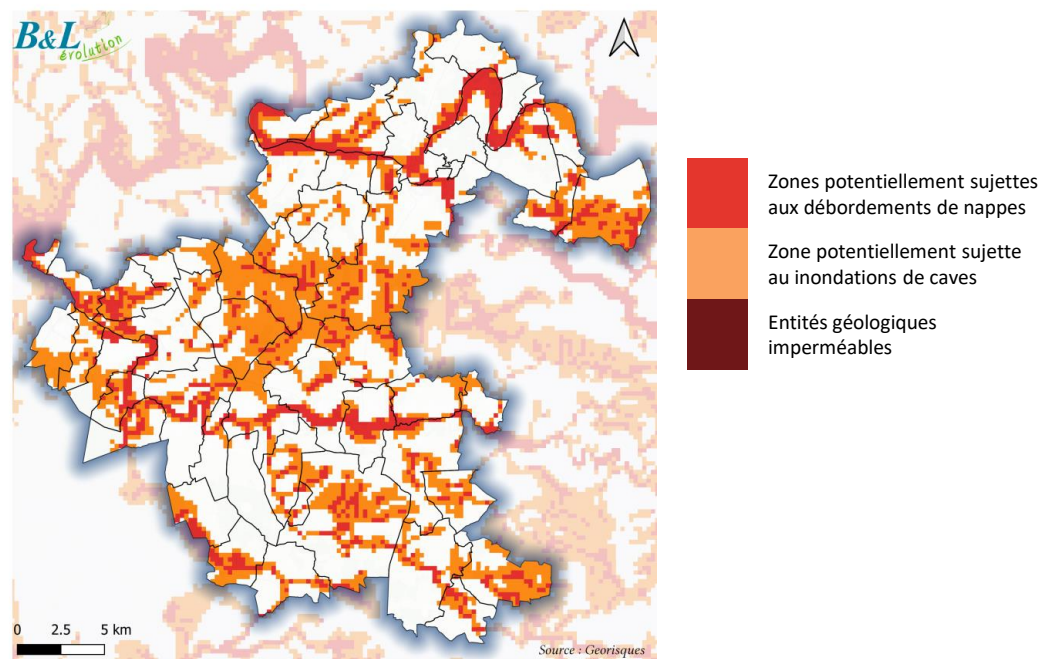 B&L
évolution
Zones potentiellement sujettes
aux débordements de nappes
Zone potentiellement sujette
au inondations de caves
Entités géologiques
imperméables
0 2.5 5 km
Source : Georisques